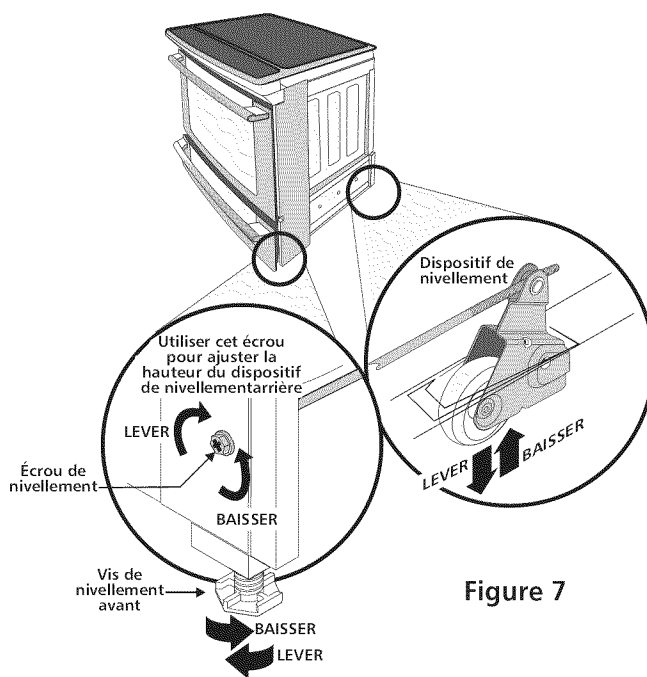 Dispositif de
nivellement
Utiliser cet écrou
pour ajuster la
hauteur du dispositif
de nivellementarrière
LEVER
Écrou de
nivellement
BAISSER
LEVER
BAISSER
Vis de
nivellement
avant
BAISSER
LEVER
Figure 7